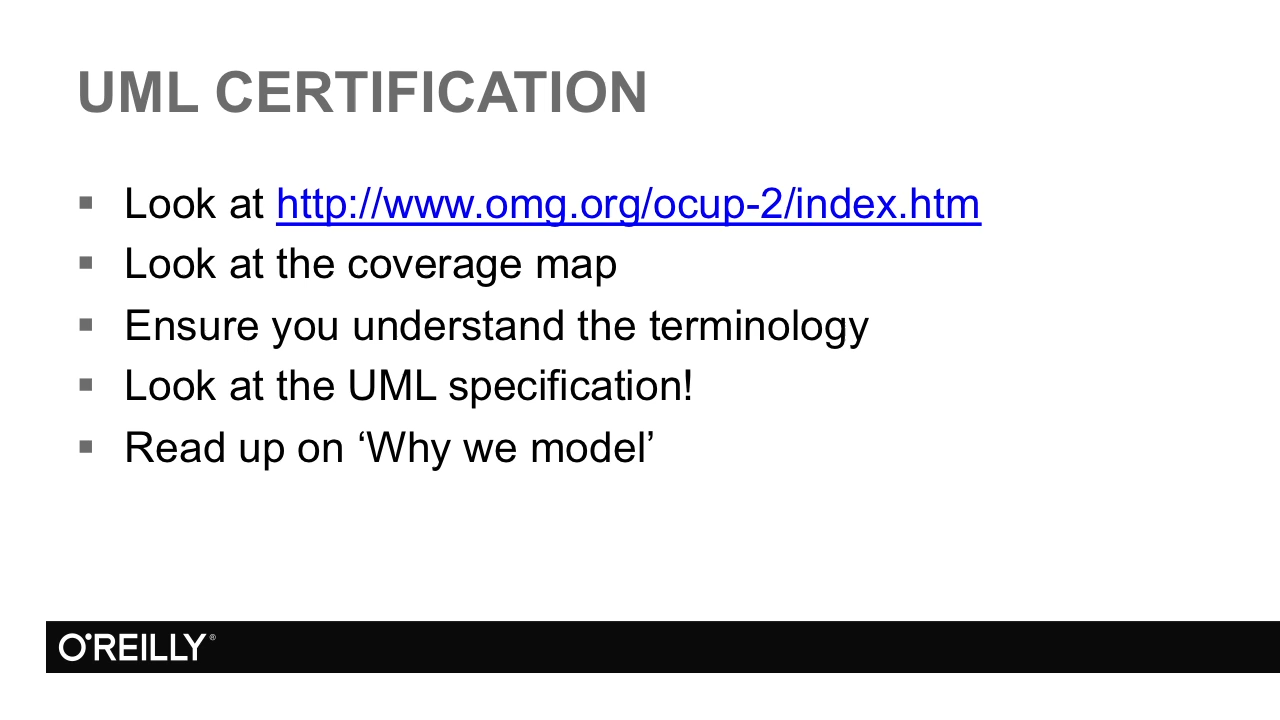 UML CERTIFICATION
▪ Look at http://www.omg.org/ocup-2/index.htm
▪ Look at the coverage map
▪ Ensure you understand the terminology
▪ Look at the UML specification!
▪ Read up on ‘Why we model’
O'REILLY®